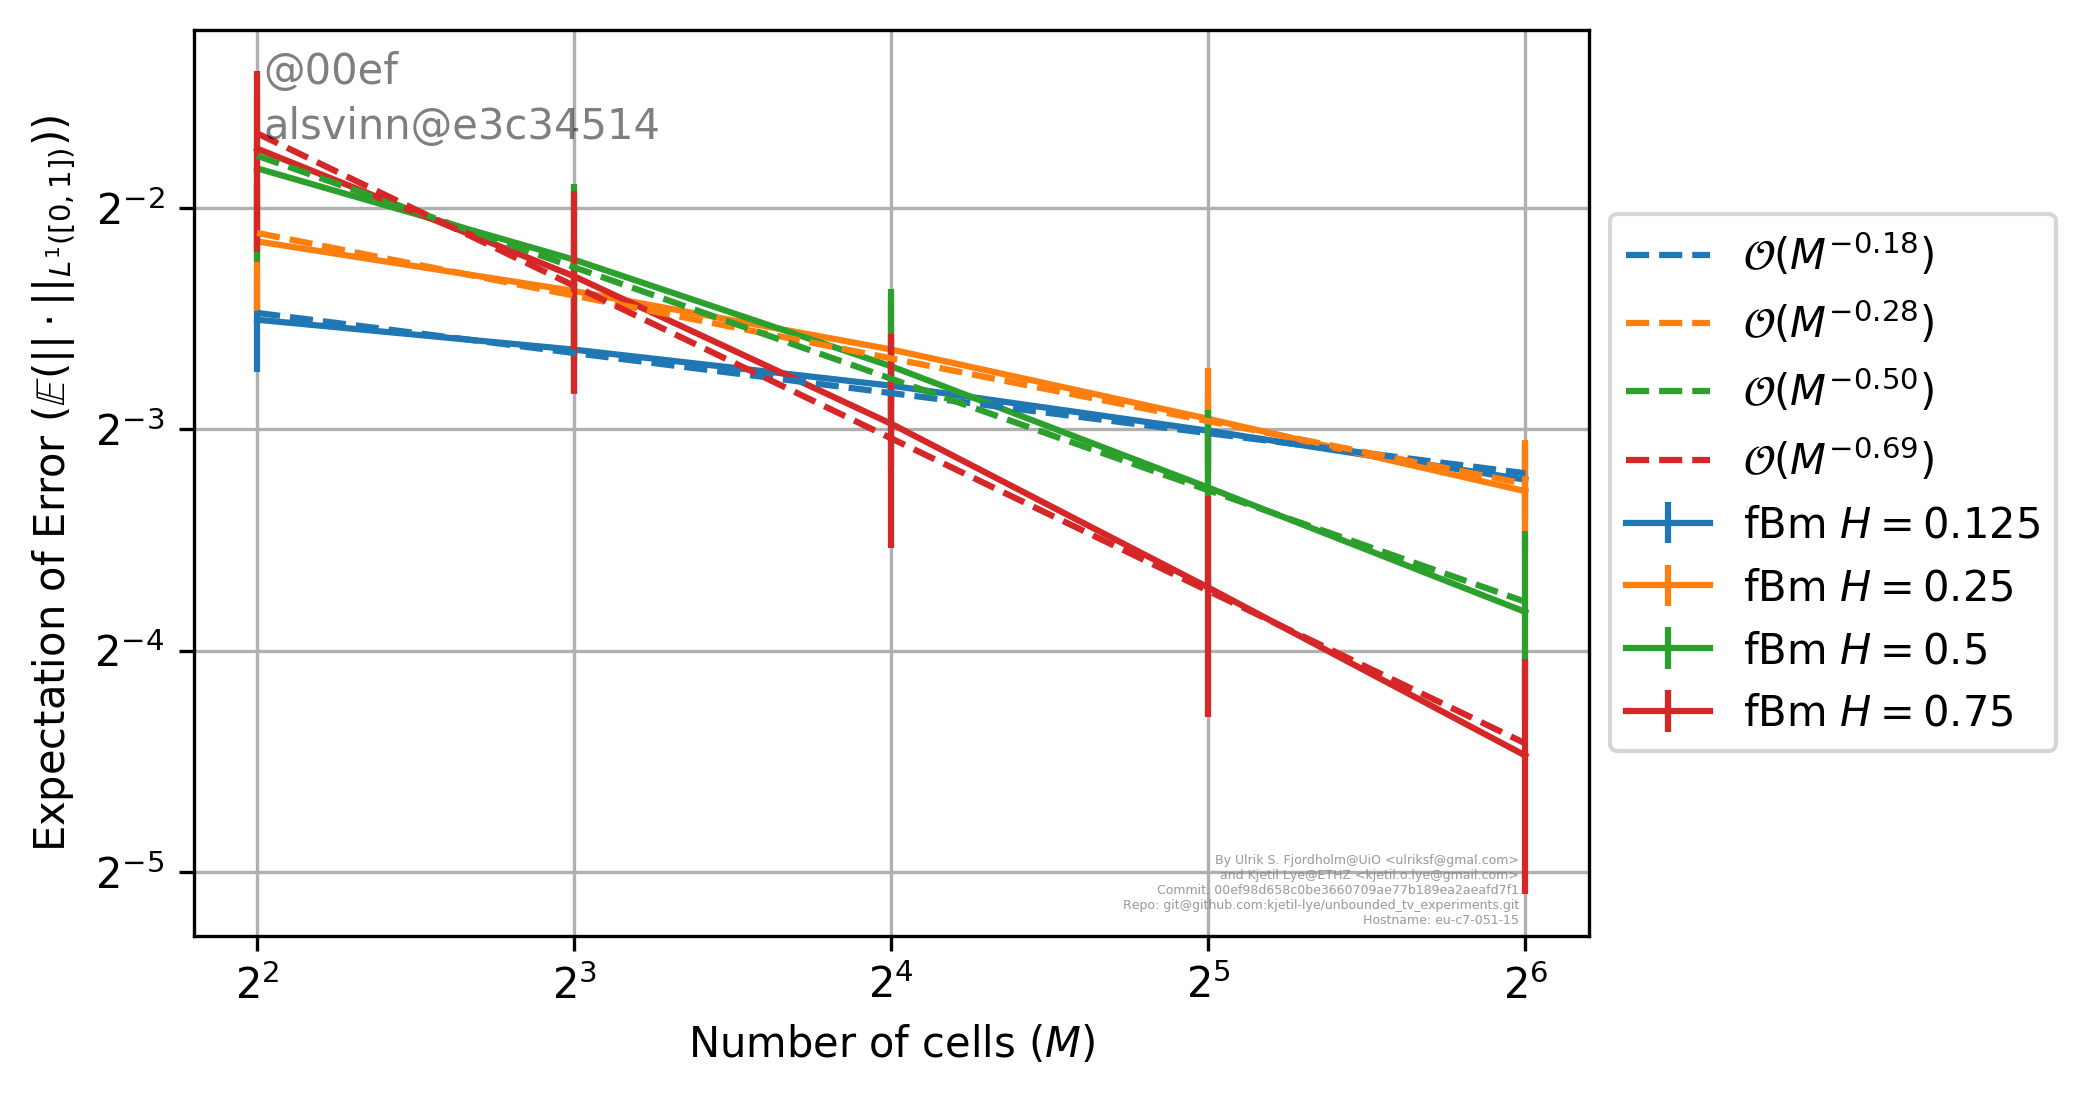 @00ef
alsvinn@e3c34514
Expectation of Error (𝔼(|| · ||_{L^1([0, 1])}))
2^{-2}
2^{-3}
2^{-4}
2^{-5}
By Ulrik S. Fjordholm@UiO <ulriksf@gmal.com>
and Kjetil Lye@ETHZ <kjetil.o.lye@gmail.com>
Commit: 00ef98d658c0be3660709ae77b189ea2aeafd7f1
Repo: git@github.com:kjetil-lye/unbounded_tv_experiments.git
Hostname: eu-c7-051-15
2^2 2^3 2^4 2^5 2^6
Number of cells (M)
𝒪(M^{-0.18})
𝒪(M^{-0.28})
𝒪(M^{-0.50})
𝒪(M^{-0.69})
fBm H = 0.125
fBm H = 0.25
fBm H = 0.5
fBm H = 0.75